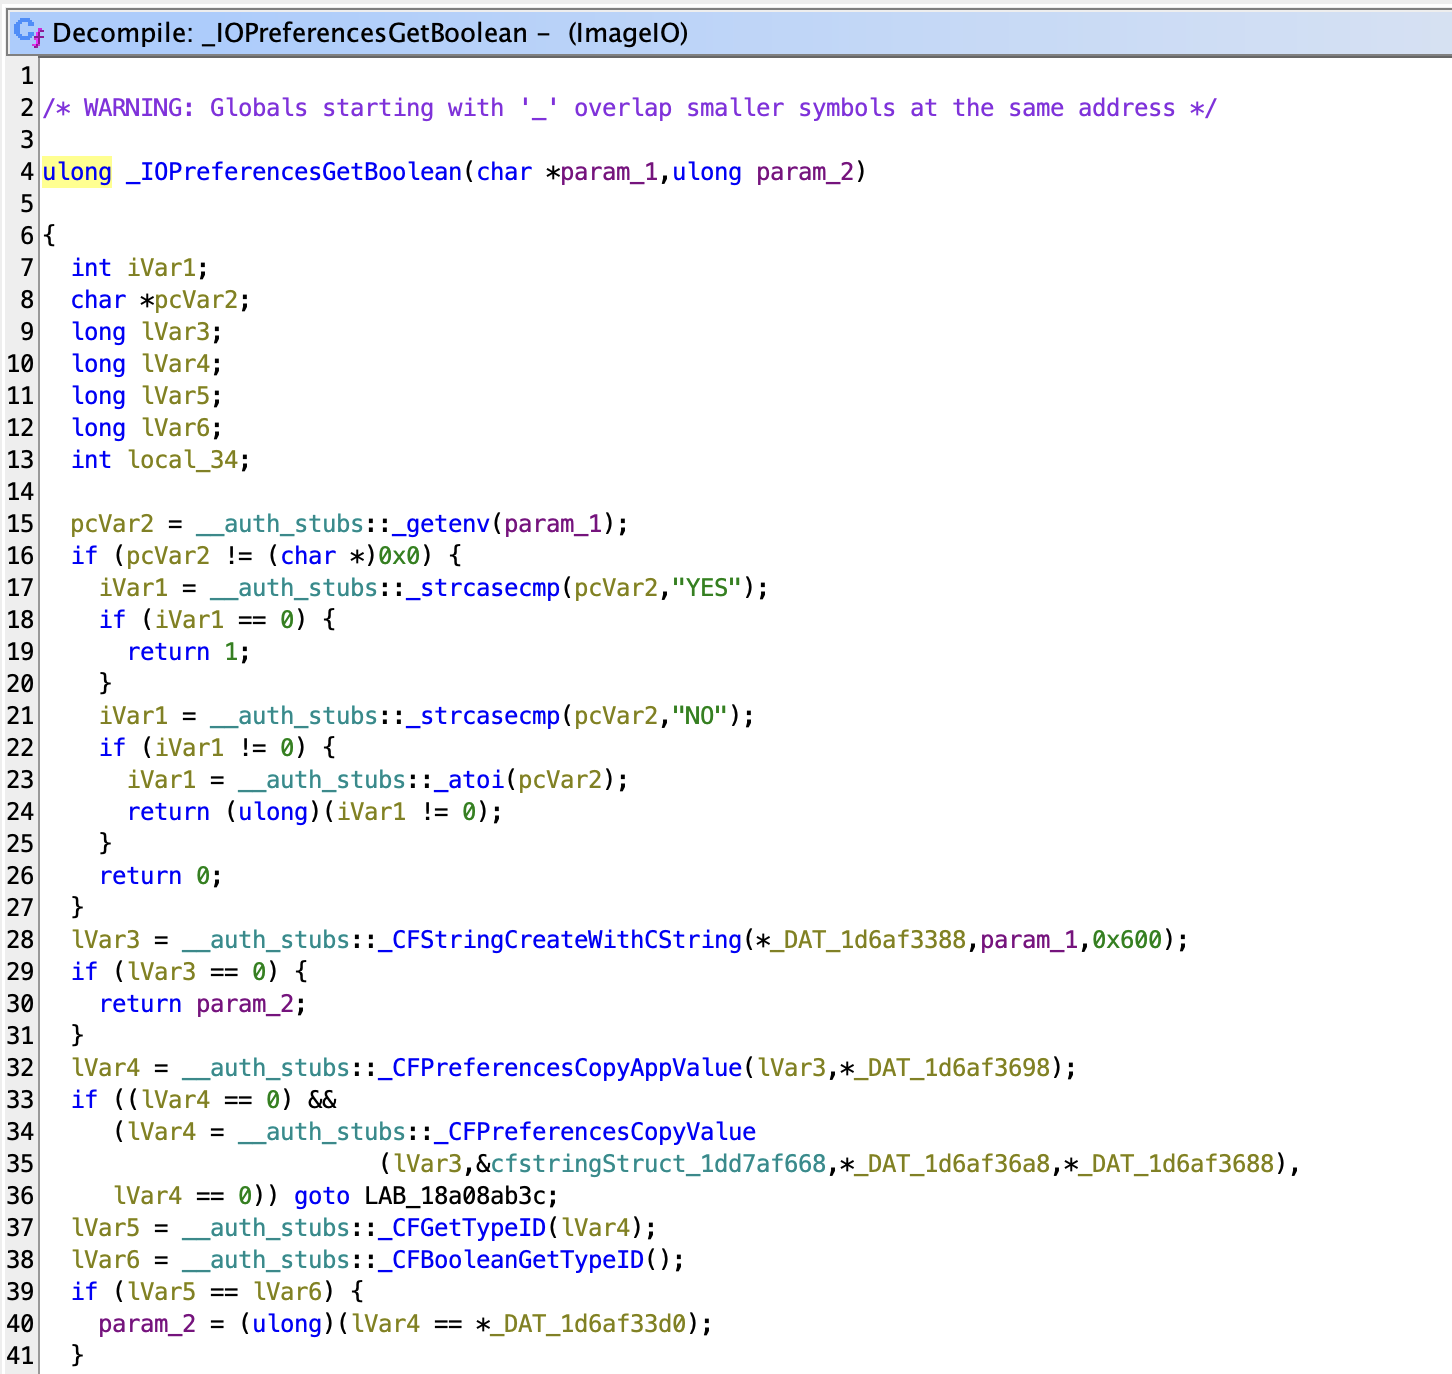 Decompile: _IOPreferencesGetBoolean –  (ImageIO)
1
2 /* WARNING: Globals starting with '_' overlap smaller symbols at the same address */
3
4 ulong _IOPreferencesGetBoolean(char *param_1,ulong param_2)
5
6 {
7   int iVar1;
8   char *pcVar2;
9   long lVar3;
10   long lVar4;
11   long lVar5;
12   long lVar6;
13   int local_34;
14
15   pcVar2 = __auth_stubs::_getenv(param_1);
16   if (pcVar2 != (char *)0x0) {
17     iVar1 = __auth_stubs::_strcasecmp(pcVar2,"YES");
18     if (iVar1 == 0) {
19       return 1;
20     }
21     iVar1 = __auth_stubs::_strcasecmp(pcVar2,"NO");
22     if (iVar1 != 0) {
23       iVar1 = __auth_stubs::_atoi(pcVar2);
24       return (ulong)(iVar1 != 0);
25     }
26     return 0;
27   }
28   lVar3 = __auth_stubs::_CFStringCreateWithCString(*_DAT_1d6af3388,param_1,0x600);
29   if (lVar3 == 0) {
30     return param_2;
31   }
32   lVar4 = __auth_stubs::_CFPreferencesCopyAppValue(lVar3,*_DAT_1d6af3698);
33   if ((lVar4 == 0) &&
34      (lVar4 = __auth_stubs::_CFPreferencesCopyValue
35                         (lVar3,&cfstringStruct_1dd7af668,*_DAT_1d6af36a8,*_DAT_1d6af3688),
36      lVar4 == 0)) goto LAB_18a08ab3c;
37   lVar5 = __auth_stubs::_CFGetTypeID(lVar4);
38   lVar6 = __auth_stubs::_CFBooleanGetTypeID();
39   if (lVar5 == lVar6) {
40     param_2 = (ulong)(lVar4 == *_DAT_1d6af33d0);
41   }